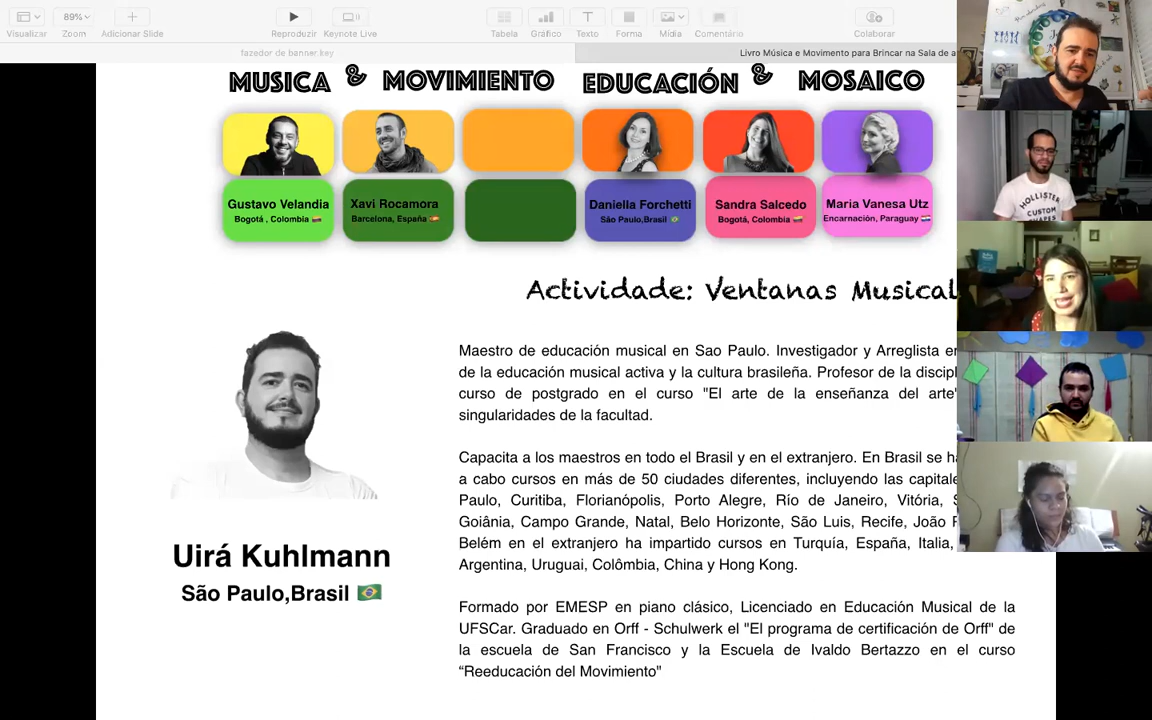 89%
Visualizar Zoom Adicionar Slide Reproduzir Keynote Live Tabela Gráfico Texto Forma Mídia Comentário Colaborar
fazedor de banner.key Livro Música e Movimento para Brincar na Sala de a
MUSICA & MOVIMIENTO EDUCACIÓN & MOSAICO
Gustavo Velandia
Bogotá , Colombia
Xavi Rocamora
Barcelona, España
Daniella Forchetti
São Paulo,Brasil
Sandra Salcedo
Bogotá, Colombia
Maria Vanesa Utz
Encarnación, Paraguay
Actividade: Ventanas Musical
Maestro de educación musical en Sao Paulo. Investigador y Arreglista en
de la educación musical activa y la cultura brasileña. Profesor de la discipl
curso de postgrado en el curso "El arte de la enseñanza del arte"
singularidades de la facultad.
Capacita a los maestros en todo el Brasil y en el extranjero. En Brasil se ha
a cabo cursos en más de 50 ciudades diferentes, incluyendo las capitale
Paulo, Curitiba, Florianópolis, Porto Alegre, Río de Janeiro, Vitória, S
Goiânia, Campo Grande, Natal, Belo Horizonte, São Luis, Recife, João P
Belém en el extranjero ha impartido cursos en Turquía, España, Italia,
Argentina, Uruguai, Colômbia, China y Hong Kong.
Formado por EMESP en piano clásico, Licenciado en Educación Musical de la
UFSCar. Graduado en Orff - Schulwerk el "El programa de certificación de Orff" de
la escuela de San Francisco y la Escuela de Ivaldo Bertazzo en el curso
“Reeducación del Movimiento"
Uirá Kuhlmann
São Paulo,Brasil
HOLLISTER
CUSTOM